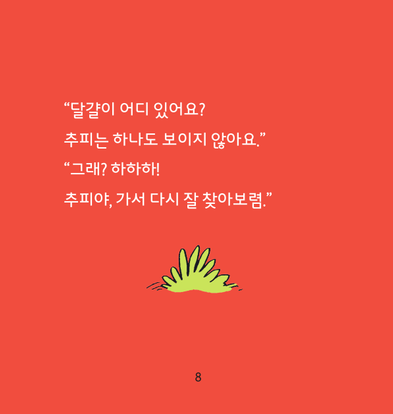 “달걀이 어디 있어요?
추피는 하나도 보이지 않아요.”
“그래? 하하하!
추피야, 가서 다시 잘 찾아보렴.”
8